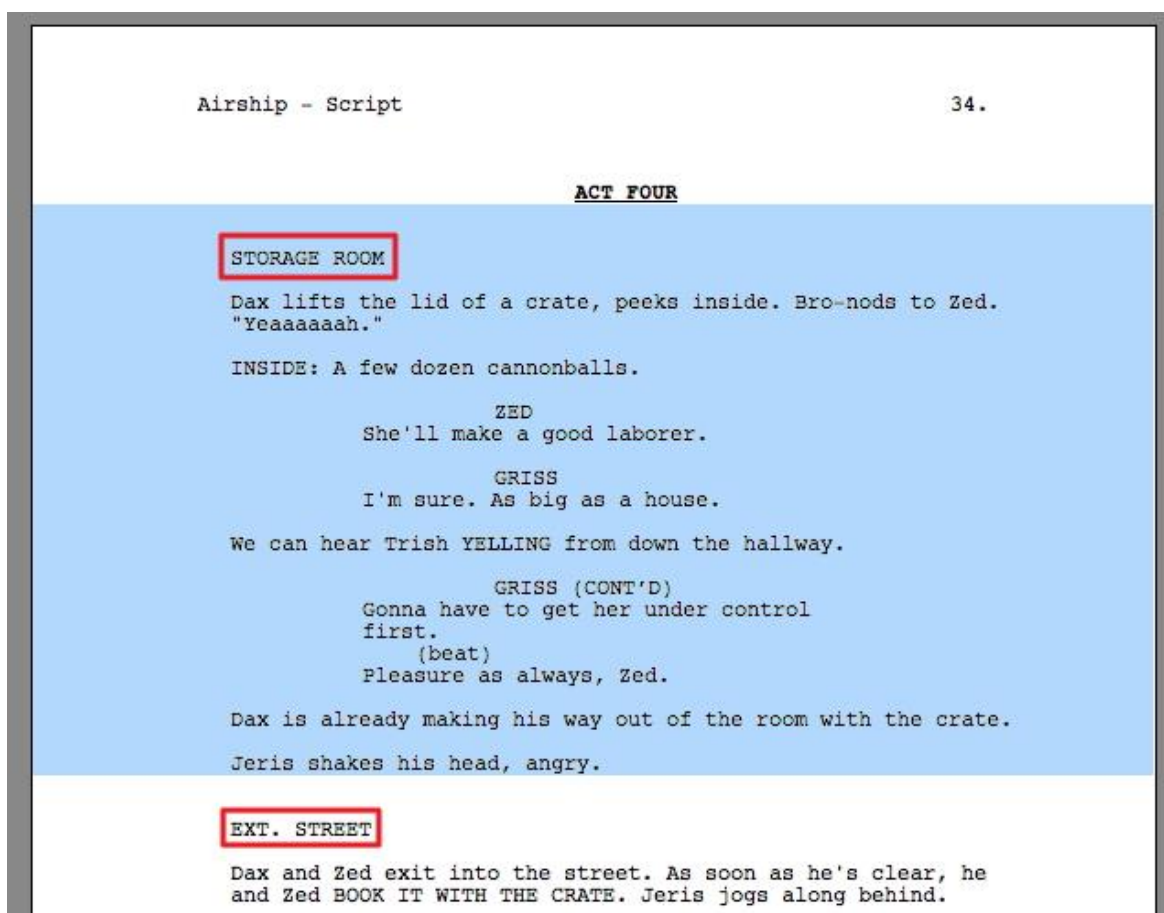 Airship - Script 34.
ACT FOUR
STORAGE ROOM
Dax lifts the lid of a crate, peeks inside. Bro-nods to Zed.
"Yeaaaaaah."
INSIDE: A few dozen cannonballs.
ZED
She'll make a good laborer.
GRISS
I'm sure. As big as a house.
We can hear Trish YELLING from down the hallway.
GRISS (CONT'D)
Gonna have to get her under control
first.
(beat)
Pleasure as always, Zed.
Dax is already making his way out of the room with the crate.
Jeris shakes his head, angry.
EXT. STREET
Dax and Zed exit into the street. As soon as he's clear, he
and Zed BOOK IT WITH THE CRATE. Jeris jogs along behind.